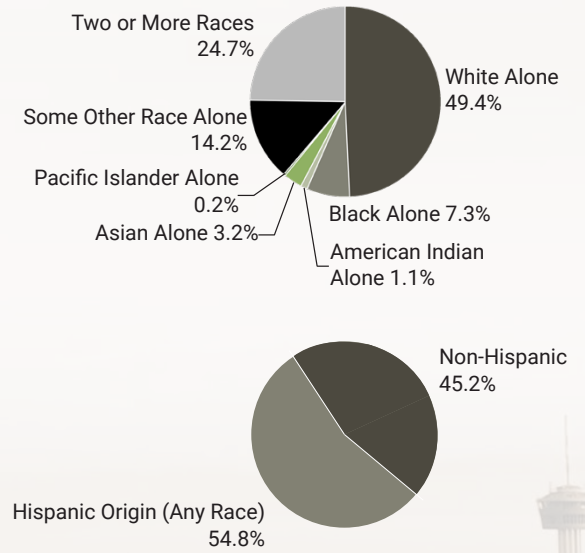 Two or More Races
24.7%
White Alone
49.4%
Some Other Race Alone
14.2%
Pacific Islander Alone
0.2%
Black Alone 7.3%
Asian Alone 3.2%
American Indian
Alone 1.1%
Non-Hispanic
45.2%
Hispanic Origin (Any Race)
54.8%